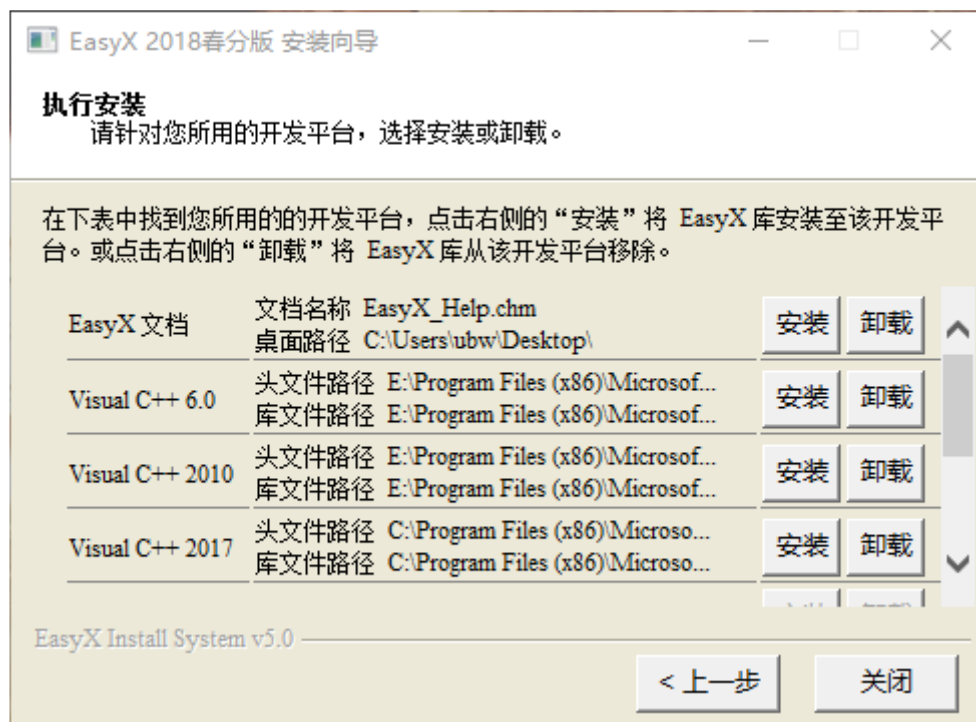 EasyX 2018春分版 安装向导
执行安装
请针对您所用的开发平台，选择安装或卸载。
在下表中找到您所用的的开发平台，点击右侧的“安装”将 EasyX 库安装至该开发平
台。或点击右侧的“卸载”将 EasyX 库从该开发平台移除。
EasyX 文档
文档名称 EasyX_Help.chm
桌面路径 C:\Users\ubw\Desktop\
安装 卸载
Visual C++ 6.0
头文件路径 E:\Program Files (x86)\Microsof...
库文件路径 E:\Program Files (x86)\Microsof...
安装 卸载
Visual C++ 2010
头文件路径 E:\Program Files (x86)\Microsof...
库文件路径 E:\Program Files (x86)\Microsof...
安装 卸载
Visual C++ 2017
头文件路径 C:\Program Files (x86)\Microso...
库文件路径 C:\Program Files (x86)\Microso...
安装 卸载
EasyX Install System v5.0
< 上一步 关闭